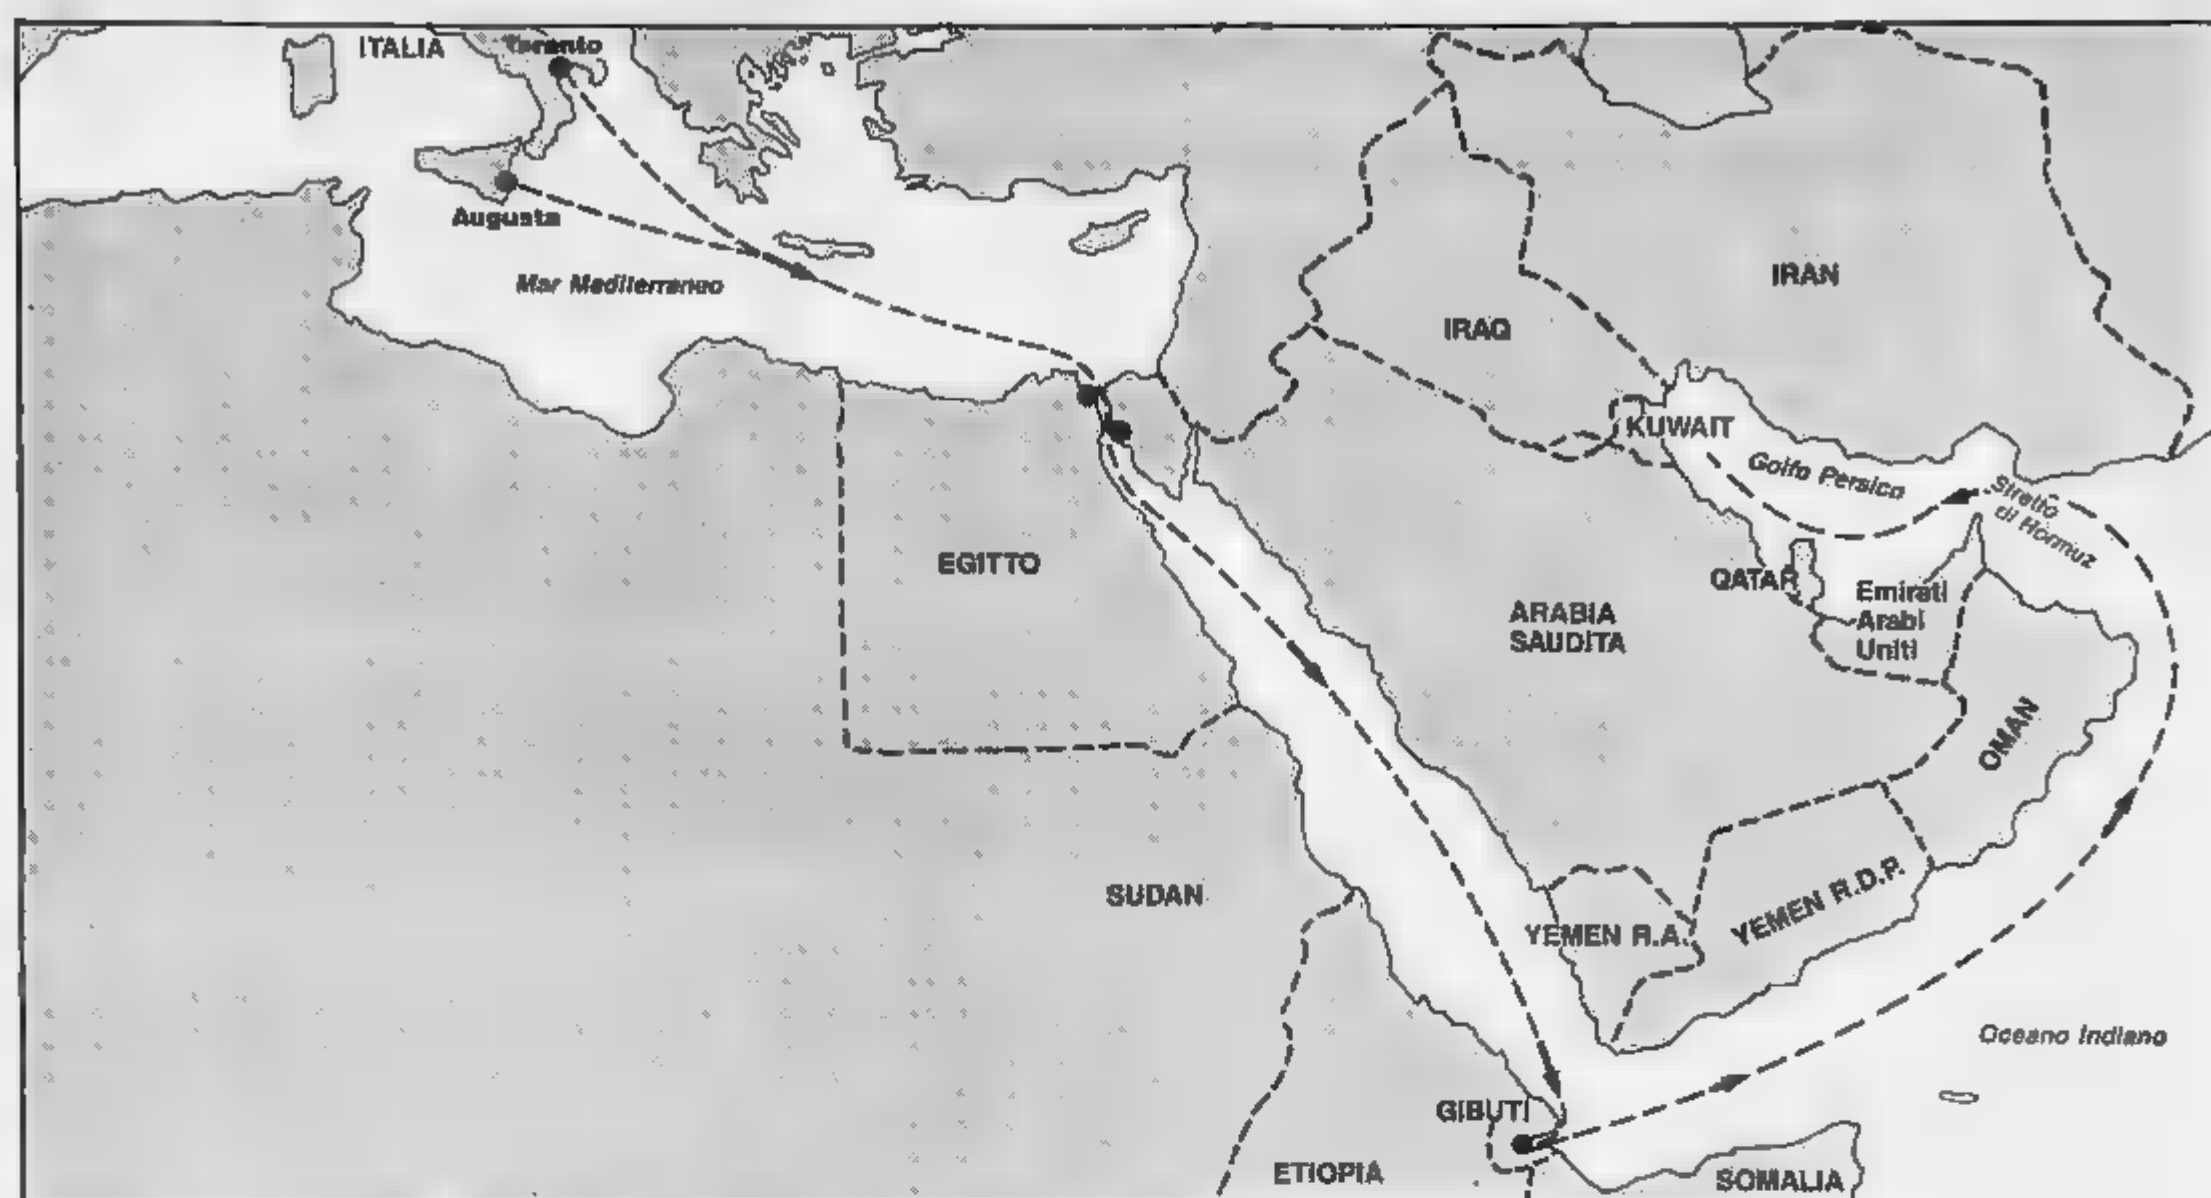 ITALIA
Taranto
Augusta
Mar Mediterraneo
IRAN
IRAQ
KUWAIT
Golfo Persico
Stretto
di Hormuz
EGITTO
QATAR
Emirati
Arabi
Uniti
ARABIA
SAUDITA
OMAN
SUDAN
YEMEN R.A.
YEMEN R.D.P.
Oceano Indiano
GIBUTI
ETIOPIA
SOMALIA